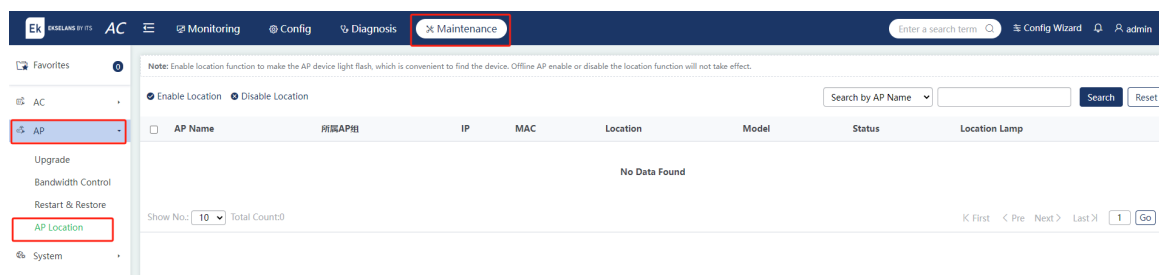 Ek EKSELANS BY ITS AC Monitoring Config Diagnosis Maintenance Enter a search term Config Wizard admin
Favorites 0
Note: Enable location function to make the AP device light flash, which is convenient to find the device. Offline AP enable or disable the location function will not take effect.
AC
Enable Location Disable Location Search by AP Name Search Reset
AP
AP Name 所属AP组 IP MAC Location Model Status Location Lamp
Upgrade
No Data Found
Bandwidth Control
Restart & Restore
Show No.: 10 Total Count:0 First < Pre Next > Last 1 Go
AP Location
System